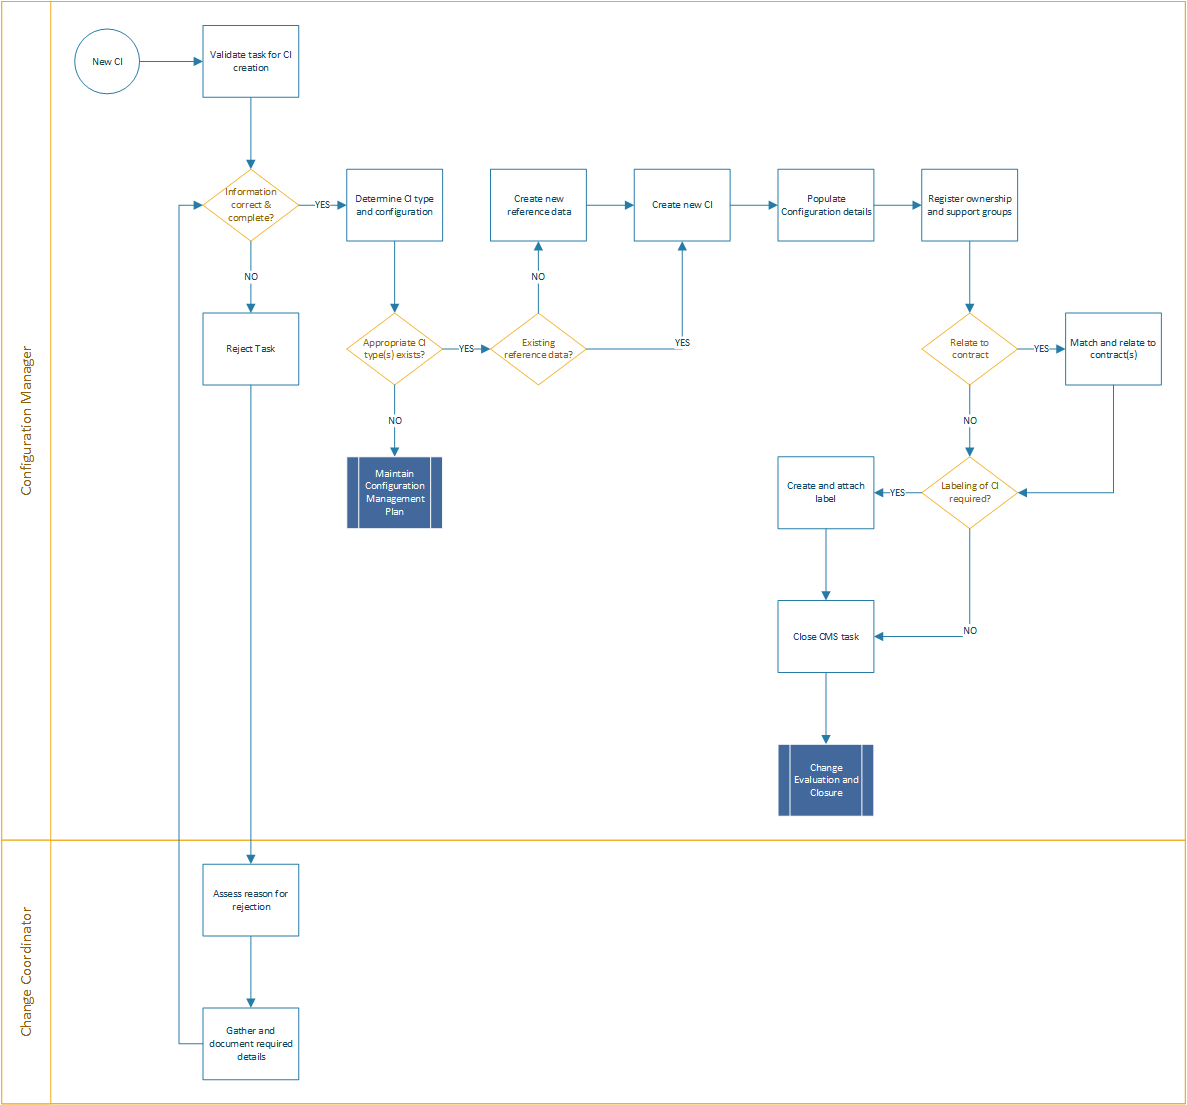 Configuration Manager
New CI
Validate task for CI
creation
Information
correct &
complete?
YES
Determine CI type
and configuration
Create new
reference data
Create new CI
Populate
Configuration details
Register ownership
and support groups
NO
NO
Reject Task
Appropriate CI
type(s) exists?
YES
Existing
reference data?
YES
Relate to
contract
YES
Match and relate to
contract(s)
NO
NO
Maintain
Configuration
Management
Plan
Create and attach
label
YES
Labeling of CI
required?
Close CMS task
NO
Change
Evaluation and
Closure
Change Coordinator
Assess reason for
rejection
Gather and
document required
details